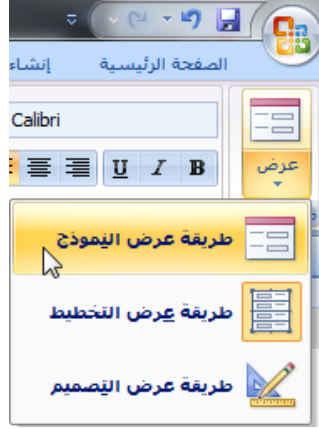 الصفحة الرئيسية
إنشاء
Calibri
B I U
عرض
طريقة عرض النموذج
طريقة عرض التخطيط
طريقة عرض التصميم